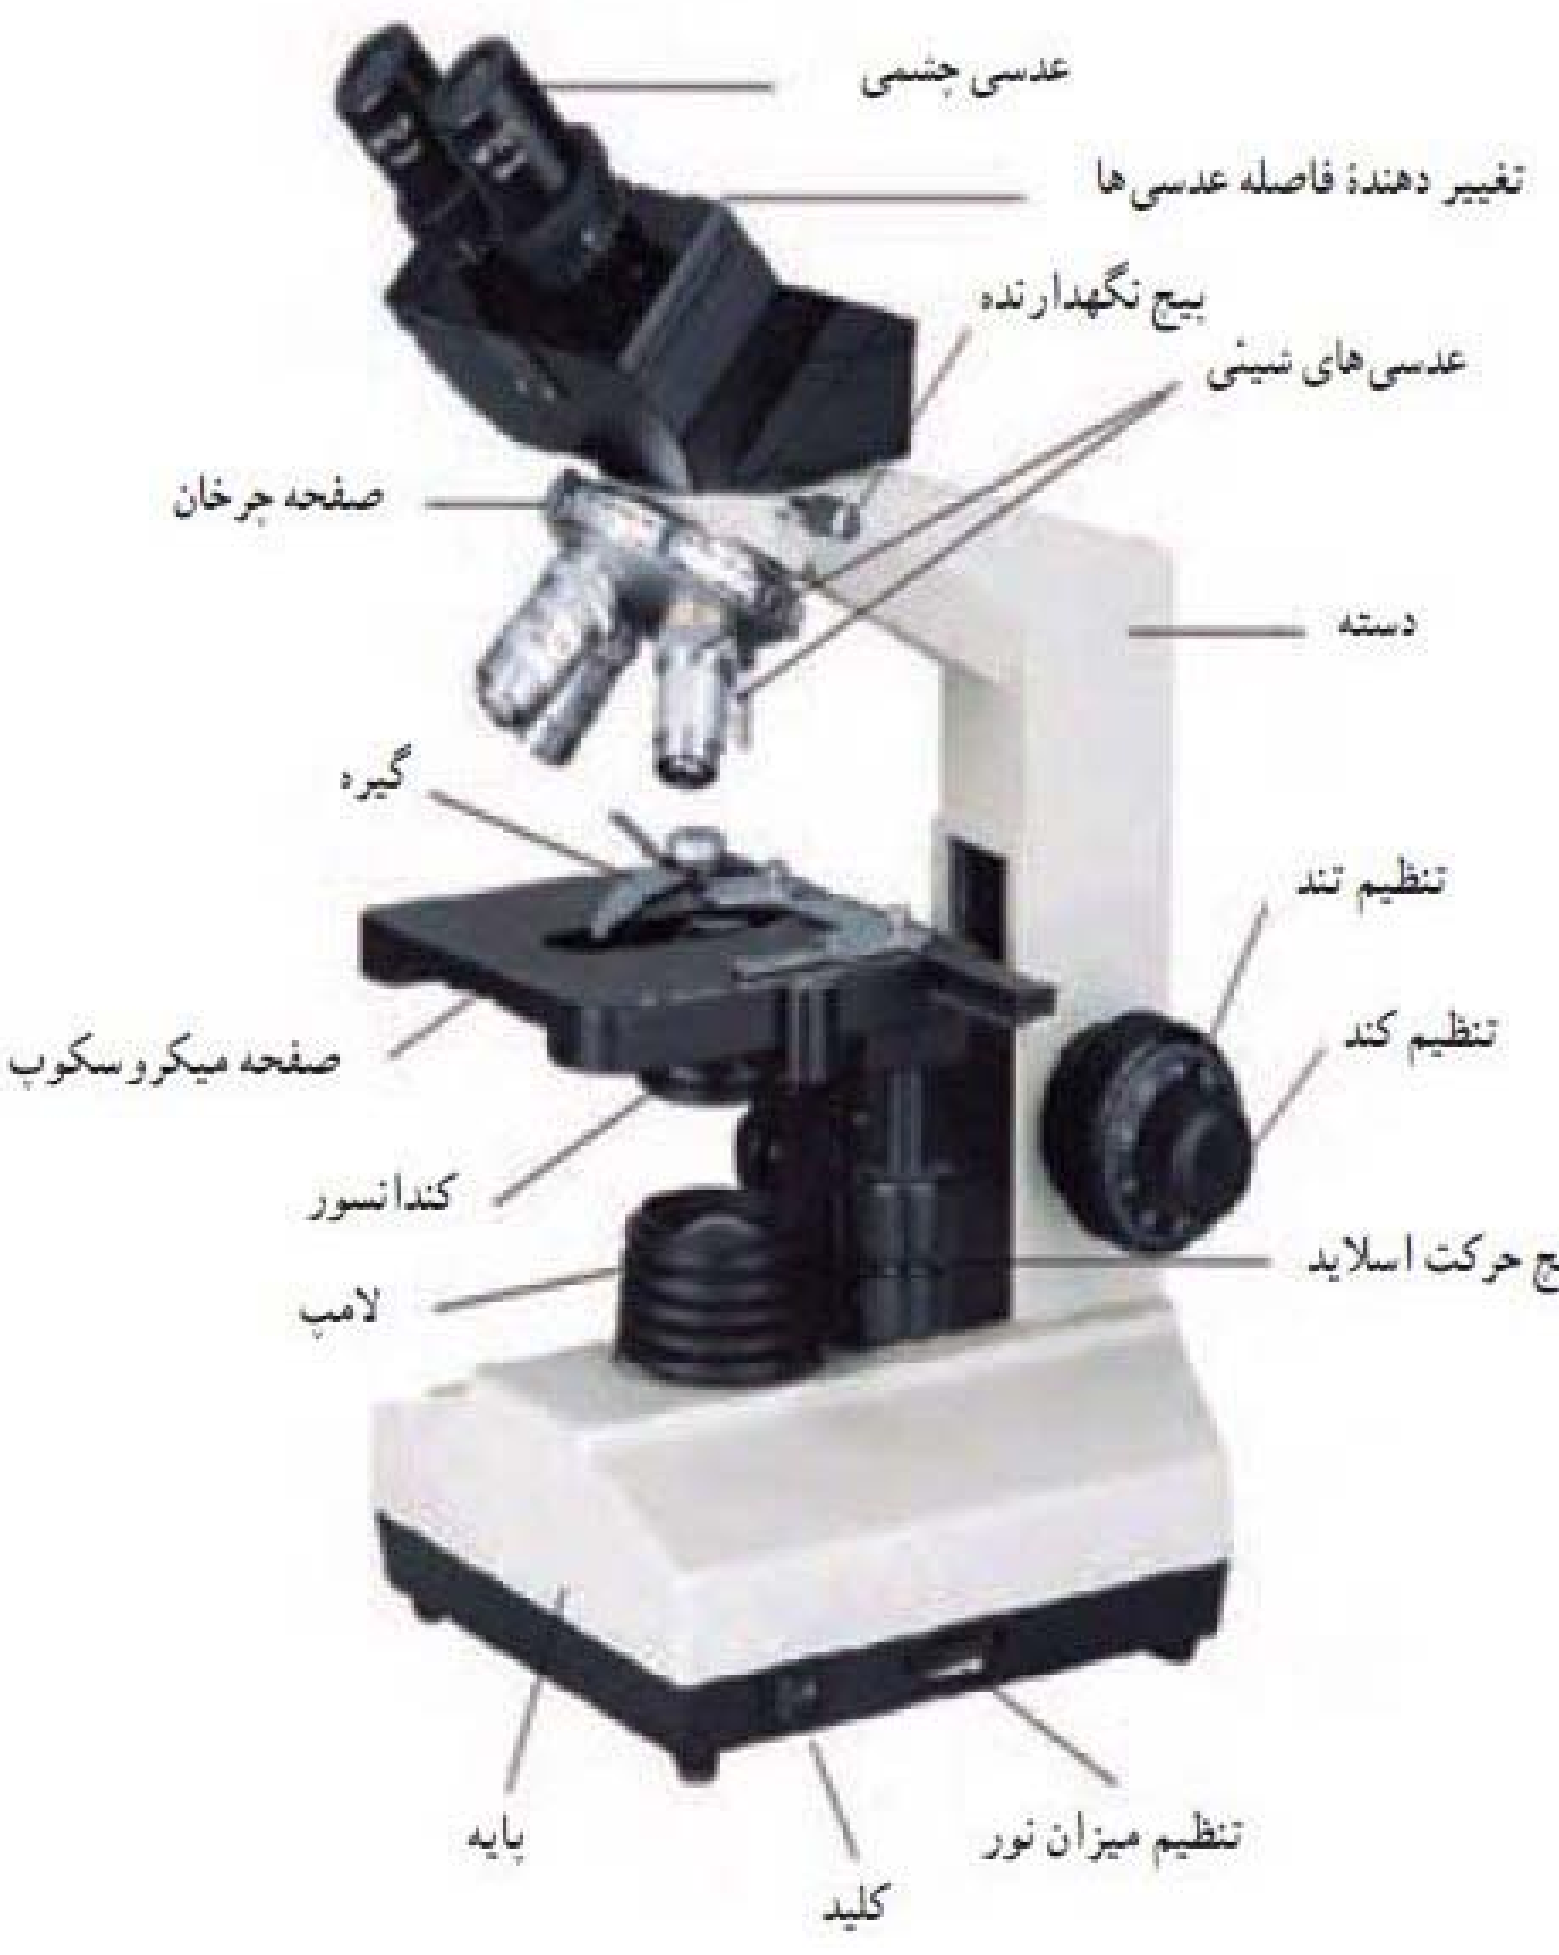 عدسی چشمی
تغییر دهندۀ فاصله عدسی‌ها
پیچ نگهدارنده
عدسی‌های شیئی
صفحه چرخان
دسته
گیره
تنظیم تند
تنظیم کند
صفحه میکروسکوپ
کندانسور
حرکت اسلاید
لامپ
پایه
تنظیم میزان نور
کلید